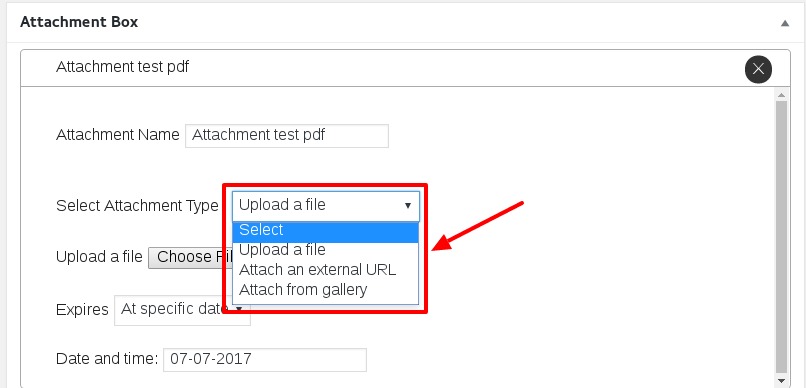 Attachment Box
Attachment test pdf
Attachment Name Attachment test pdf
Select Attachment Type Upload a file
Select
Upload a file
Upload a file Choose Fil
Attach an external URL
Attach from gallery
Expires At specific date
Date and time: 07-07-2017